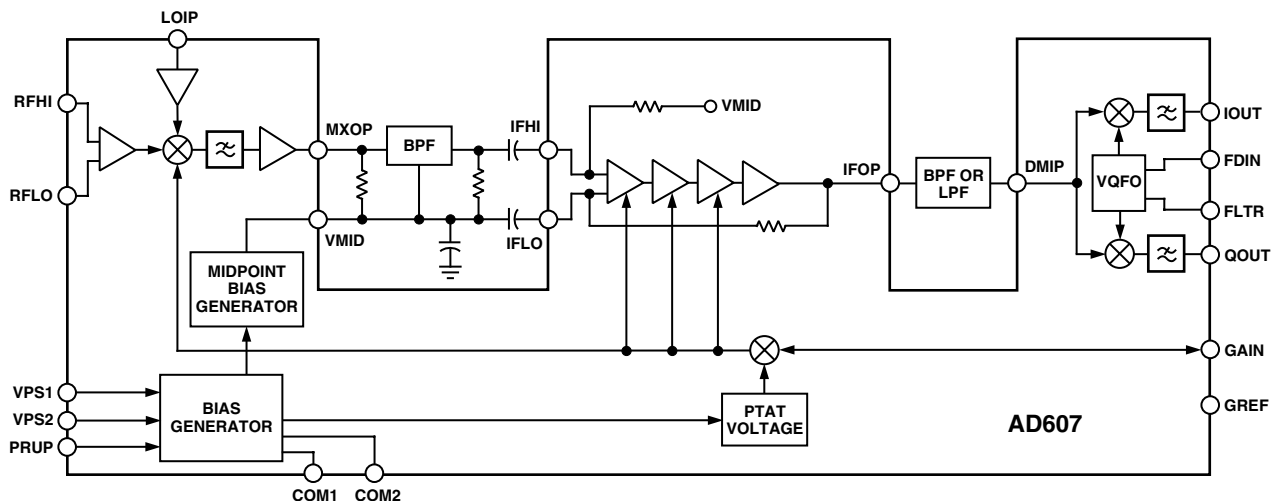 LOIP
RFHI
RFLO
MXOP
BPF
IFHI
VMID
IFOP
BPF OR
LPF
DMIP
VQFO
IOUT
FDIN
FLTR
QOUT
VMID
IFLO
MIDPOINT
BIAS
GENERATOR
GAIN
VPS1
VPS2
PRUP
BIAS
GENERATOR
PTAT
VOLTAGE
GREF
AD607
COM1
COM2